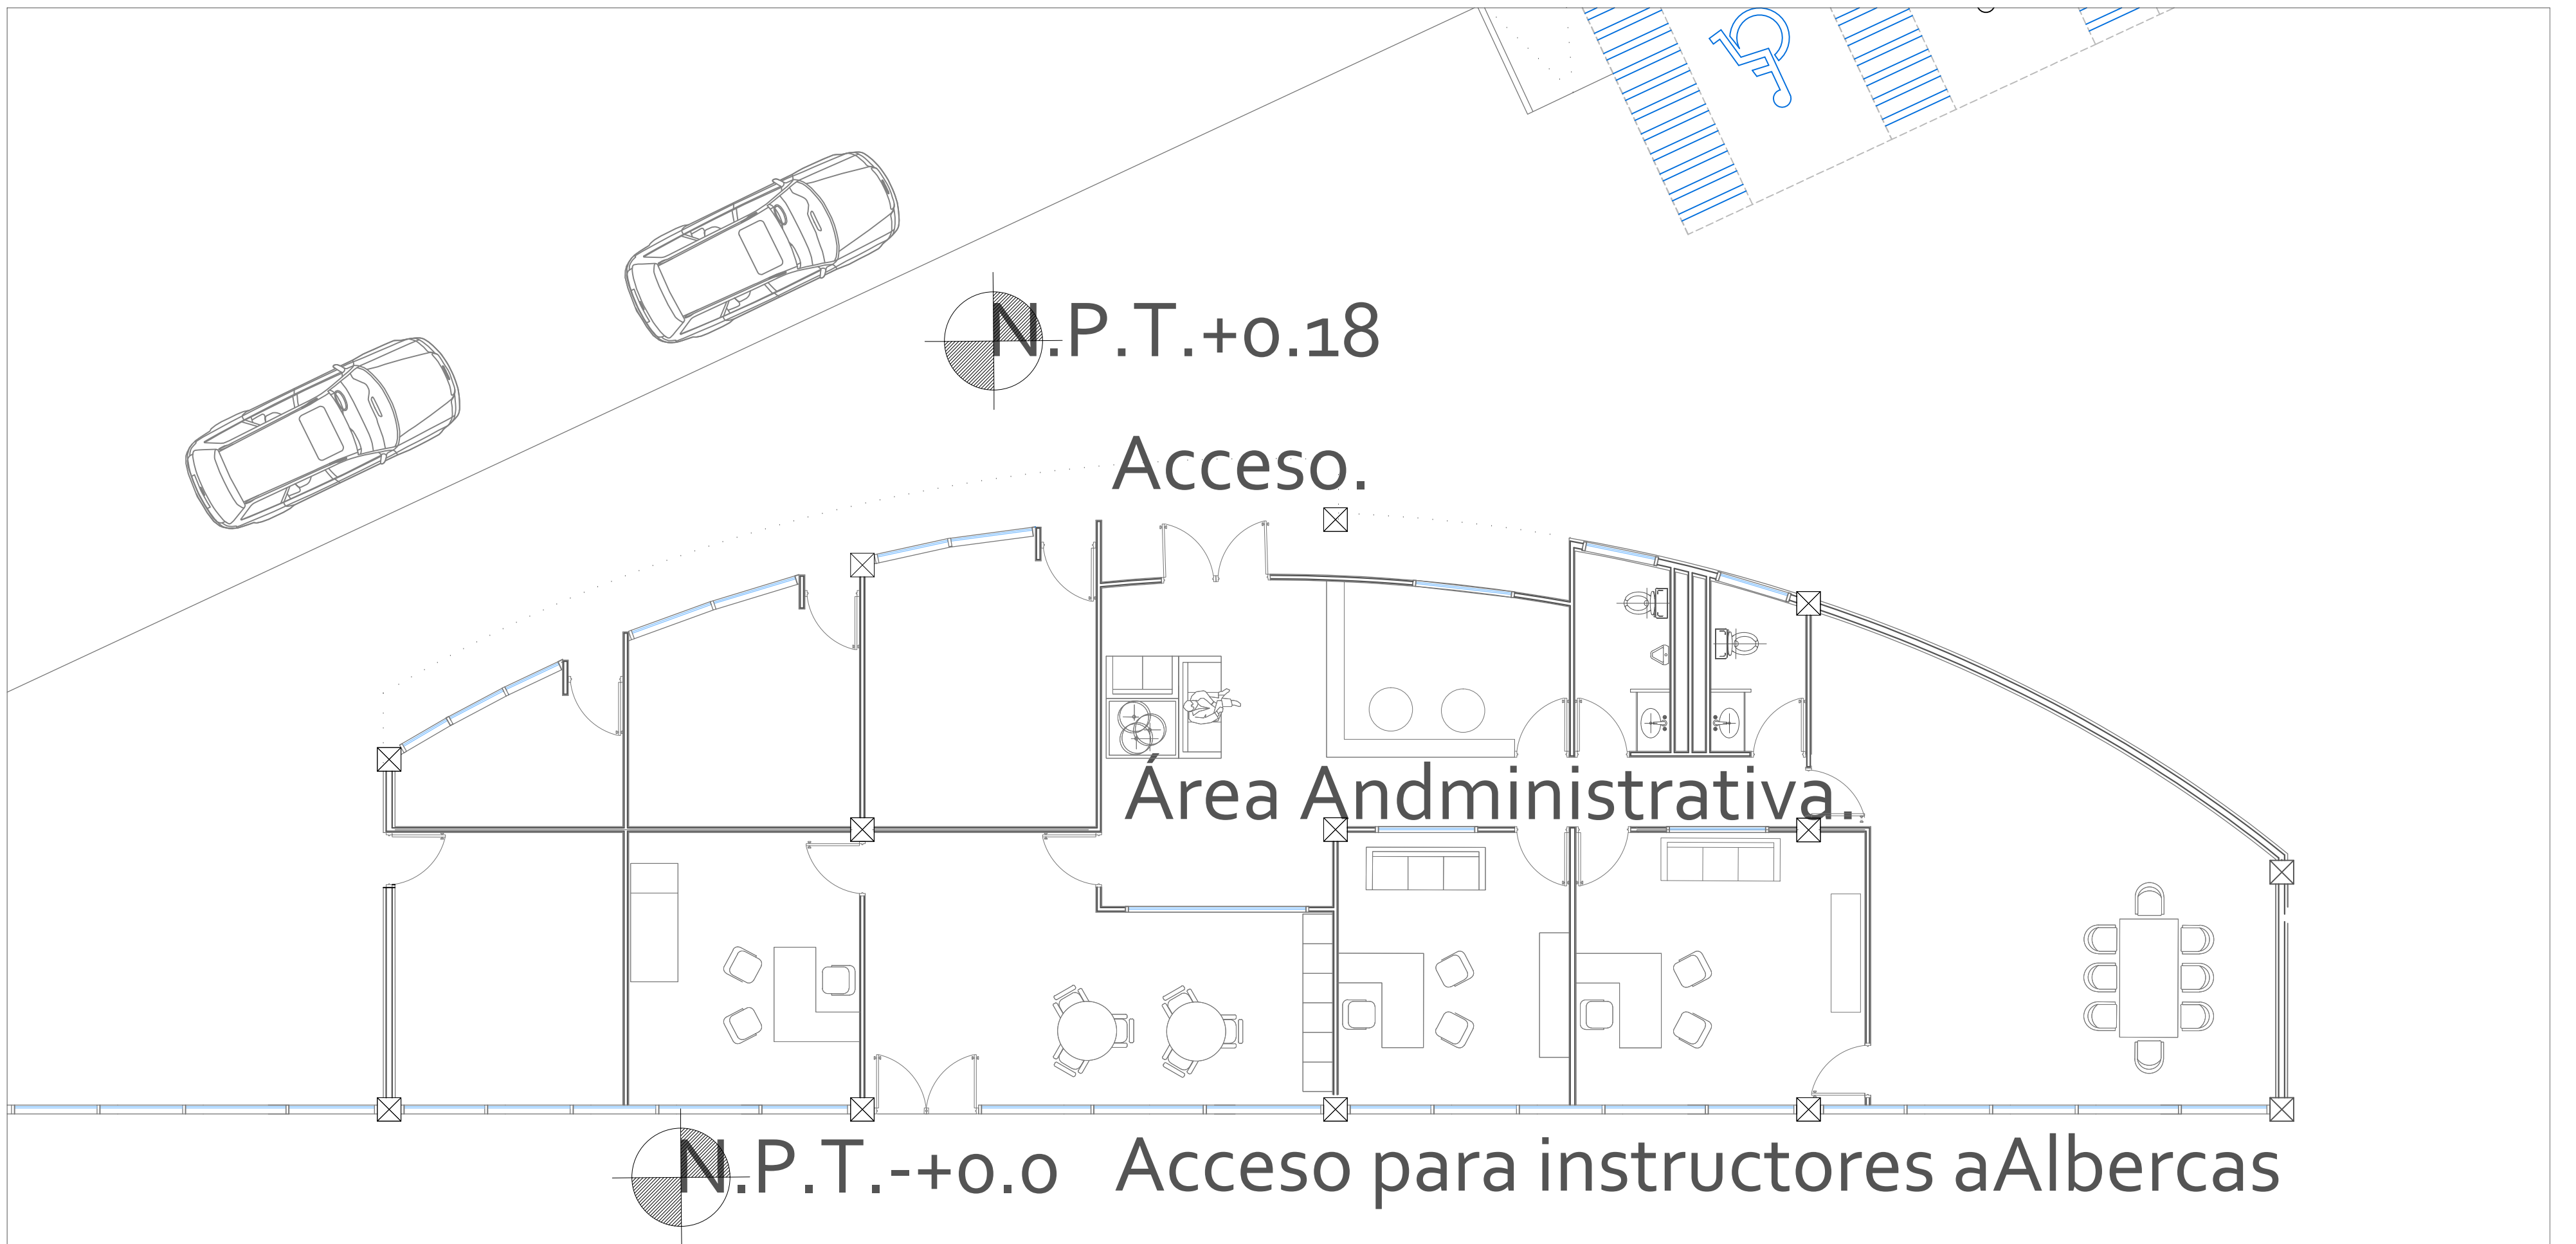 N.P.T.+0.18
Acceso.
Área Andministrativa.
N.P.T.-+0.0
Acceso para instructores aAlbercas